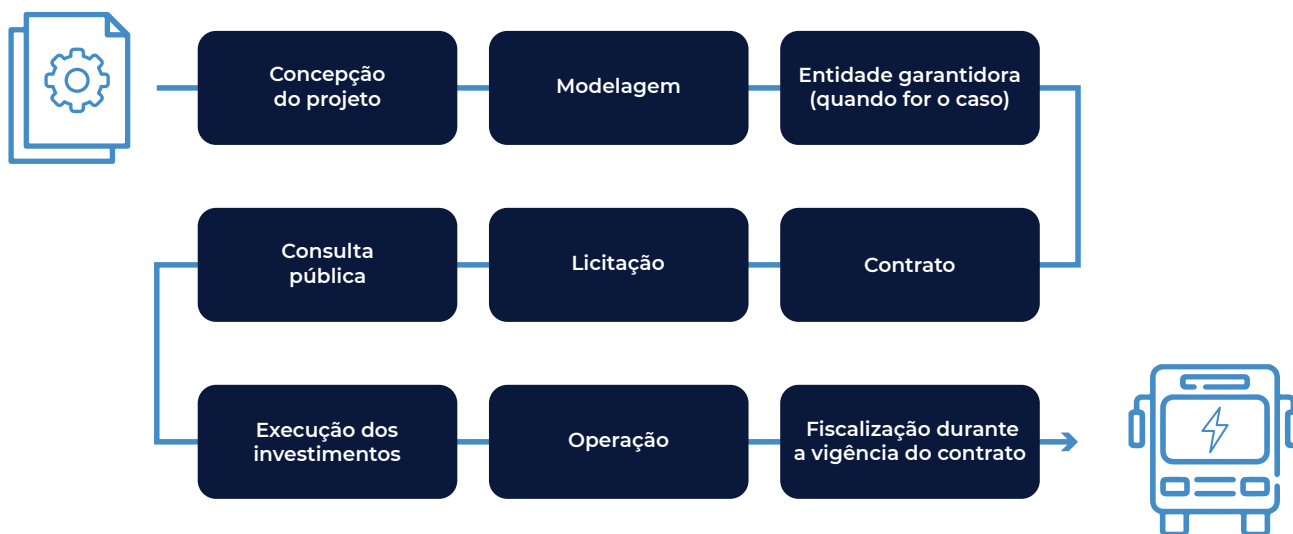 Concepção
do projeto
Modelagem
Entidade garantidora
(quando for o caso)
Consulta
pública
Licitação
Contrato
Execução dos
investimentos
Operação
Fiscalização durante
a vigência do contrato